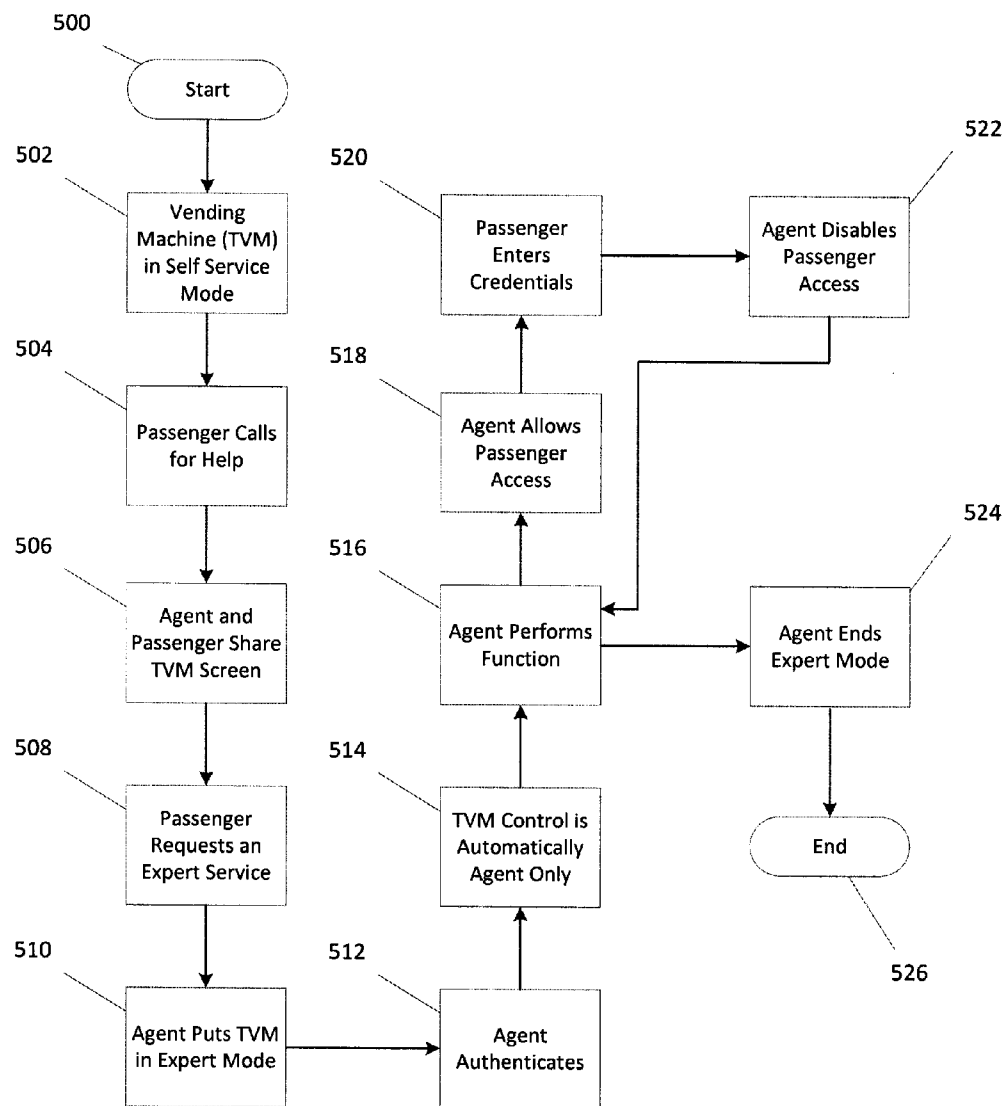 500
Start
502
Vending
Machine (TVM)
in Self Service
Mode
504
Passenger Calls
for Help
506
Agent and
Passenger Share
TVM Screen
508
Passenger
Requests an
Expert Service
510
Agent Puts TVM
in Expert Mode
512
Agent
Authenticates
514
TVM Control is
Automatically
Agent Only
516
Agent Performs
Function
518
Agent Allows
Passenger
Access
520
Passenger
Enters
Credentials
522
Agent Disables
Passenger
Access
524
Agent Ends
Expert Mode
End
526